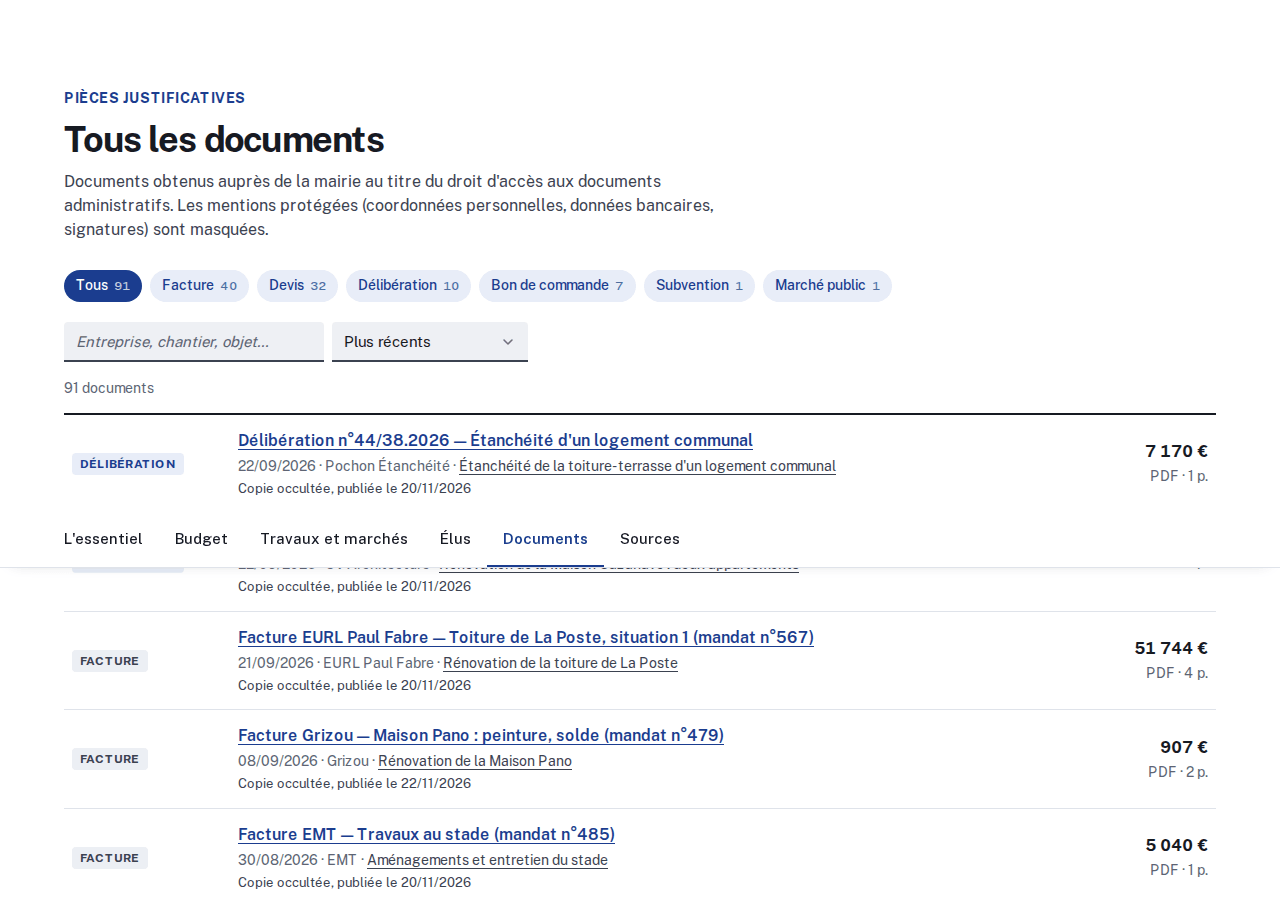 PIÈCES JUSTIFICATIVES
Tous les documents
Documents obtenus auprès de la mairie au titre du droit d'accès aux documents
administratifs. Les mentions protégées (coordonnées personnelles, données bancaires,
signatures) sont masquées.
Tous 91 Facture 40 Devis 32 Délibération 10 Bon de commande 7 Subvention 1 Marché public 1
Entreprise, chantier, objet… Plus récents
91 documents
Délibération n°44/38.2026 — Étanchéité d'un logement communal
DÉLIBÉRATION
22/09/2026 · Pochon Étanchéité · Étanchéité de la toiture-terrasse d'un logement communal
Copie occultée, publiée le 20/11/2026
7 170 €
PDF · 1 p.
L'essentiel Budget Travaux et marchés Élus Documents Sources
Copie occultée, publiée le 20/11/2026
Facture EURL Paul Fabre — Toiture de La Poste, situation 1 (mandat n°567)
FACTURE
21/09/2026 · EURL Paul Fabre · Rénovation de la toiture de La Poste
Copie occultée, publiée le 20/11/2026
51 744 €
PDF · 4 p.
Facture Grizou — Maison Pano : peinture, solde (mandat n°479)
FACTURE
08/09/2026 · Grizou · Rénovation de la Maison Pano
Copie occultée, publiée le 22/11/2026
907 €
PDF · 2 p.
Facture EMT — Travaux au stade (mandat n°485)
FACTURE
30/08/2026 · EMT · Aménagements et entretien du stade
Copie occultée, publiée le 20/11/2026
5 040 €
PDF · 1 p.